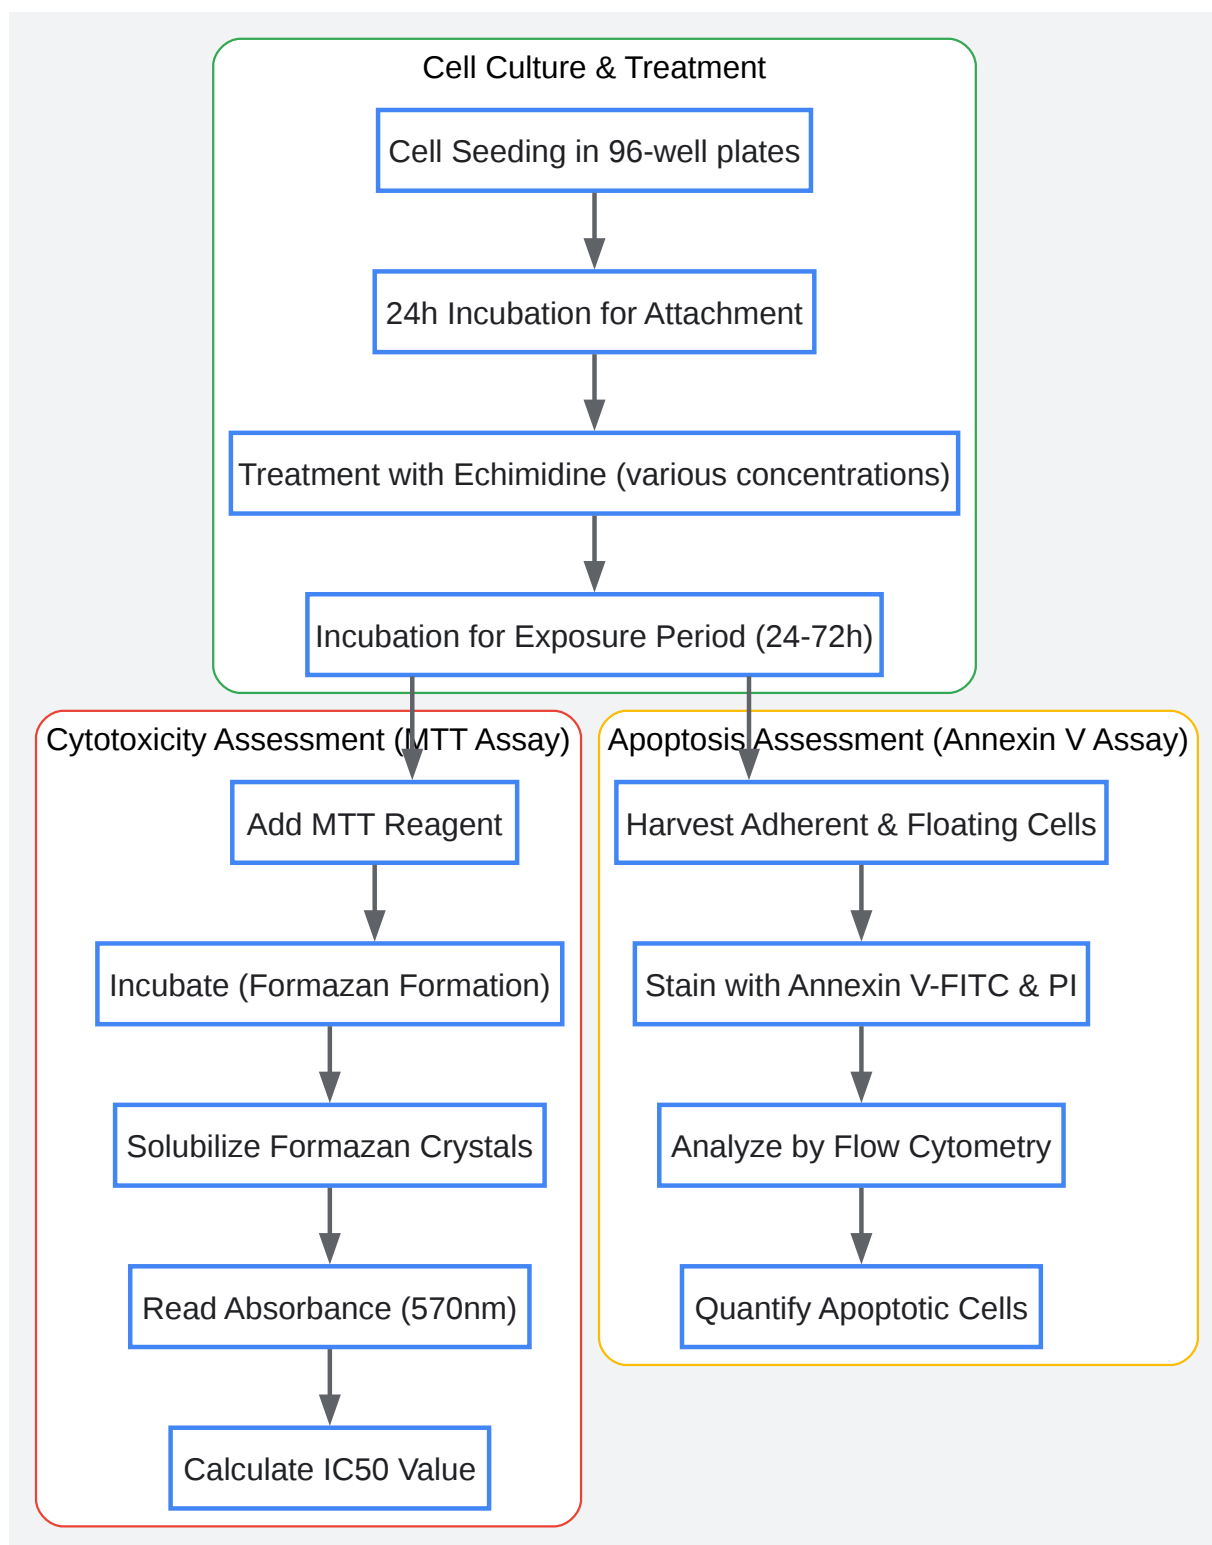 Cell Culture & Treatment
Cell Seeding in 96-well plates
24h Incubation for Attachment
Treatment with Echimidine (various concentrations)
Incubation for Exposure Period (24-72h)
Cytotoxicity Assessment (MTT Assay)
Add MTT Reagent
Incubate (Formazan Formation)
Solubilize Formazan Crystals
Read Absorbance (570nm)
Calculate IC50 Value
Apoptosis Assessment (Annexin V Assay)
Harvest Adherent & Floating Cells
Stain with Annexin V-FITC & PI
Analyze by Flow Cytometry
Quantify Apoptotic Cells